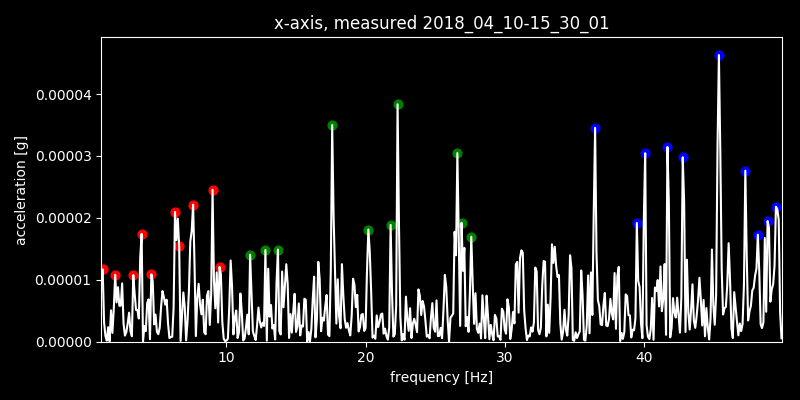 x-axis, measured 2018_04_10-15_30_01
acceleration [g]
0.00004
0.00003
0.00002
0.00001
0.00000
10 20 30 40
frequency [Hz]